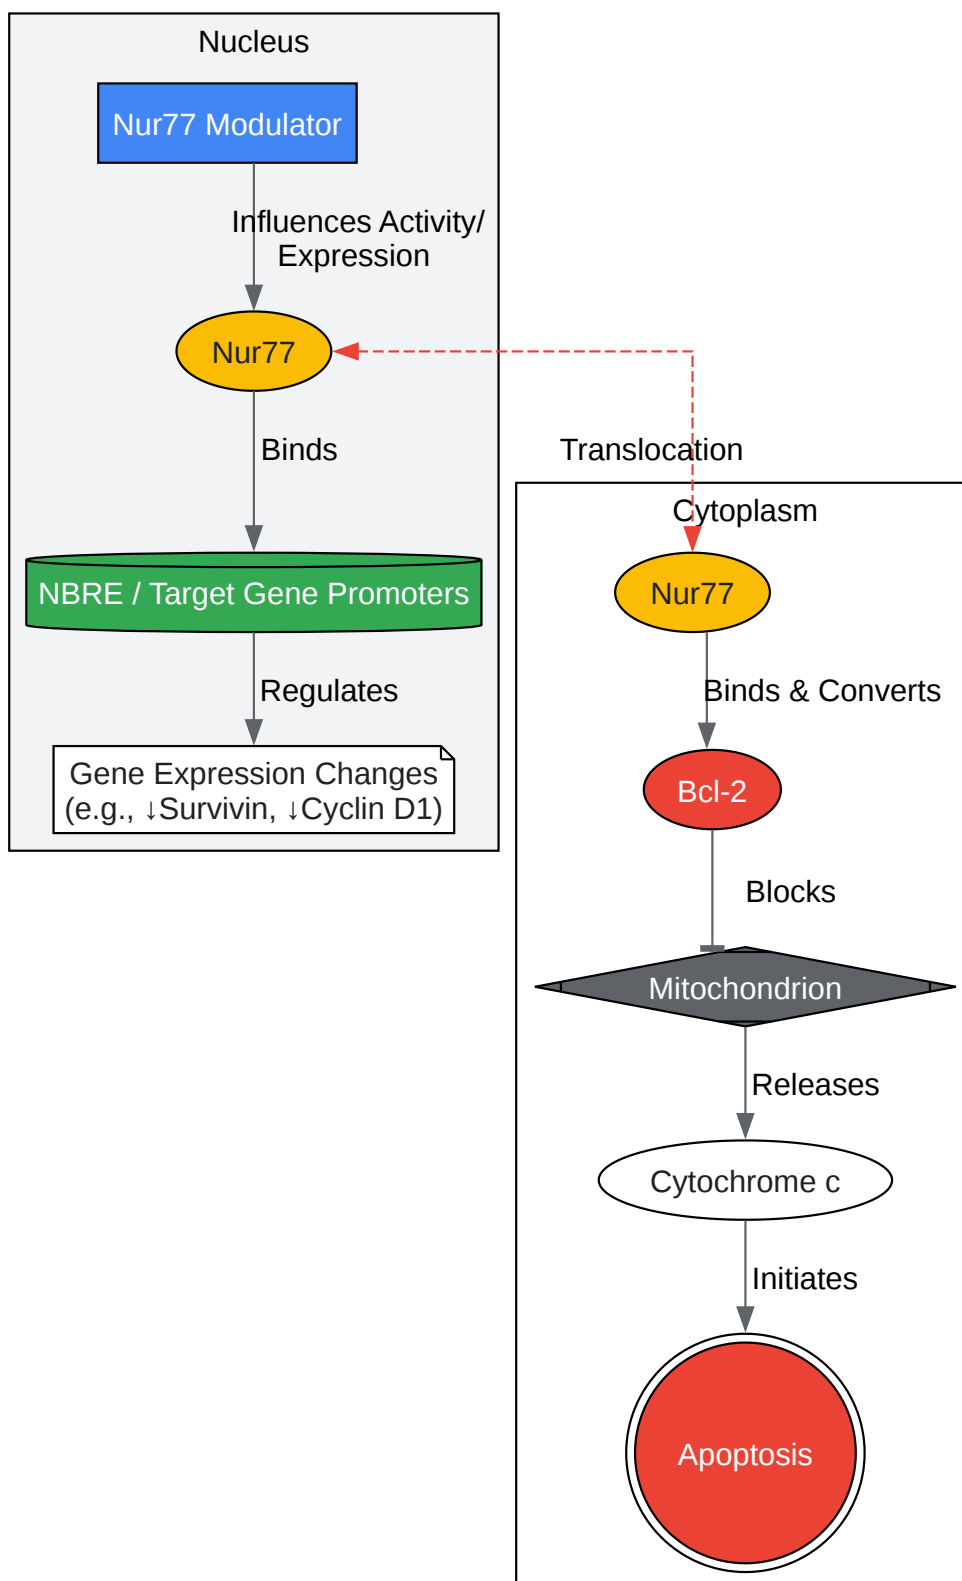 Nucleus
Nur77 Modulator
Influences Activity/
Expression
Nur77
Binds
Translocation
NBRE / Target Gene Promoters
Regulates
Gene Expression Changes
(e.g., ↓Survivin, ↓Cyclin D1)
Cytoplasm
Nur77
Binds & Converts
Bcl-2
Blocks
Mitochondrion
Releases
Cytochrome c
Initiates
Apoptosis